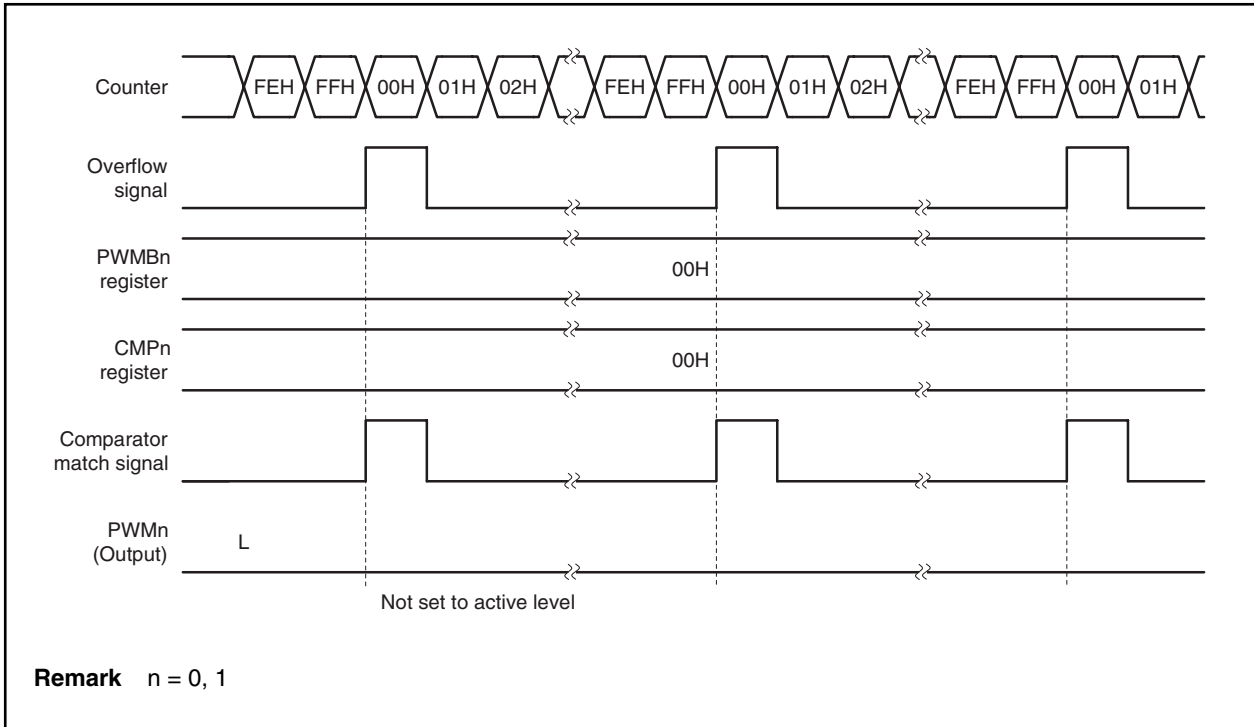 Counter
FEH FFH 00H 01H 02H FEH FFH 00H 01H 02H FEH FFH 00H 01H
Overflow
signal
PWMBn
register
00H
CMPn
register
00H
Comparator
match signal
PWMn
(Output)
L
Not set to active level
Remark n = 0, 1